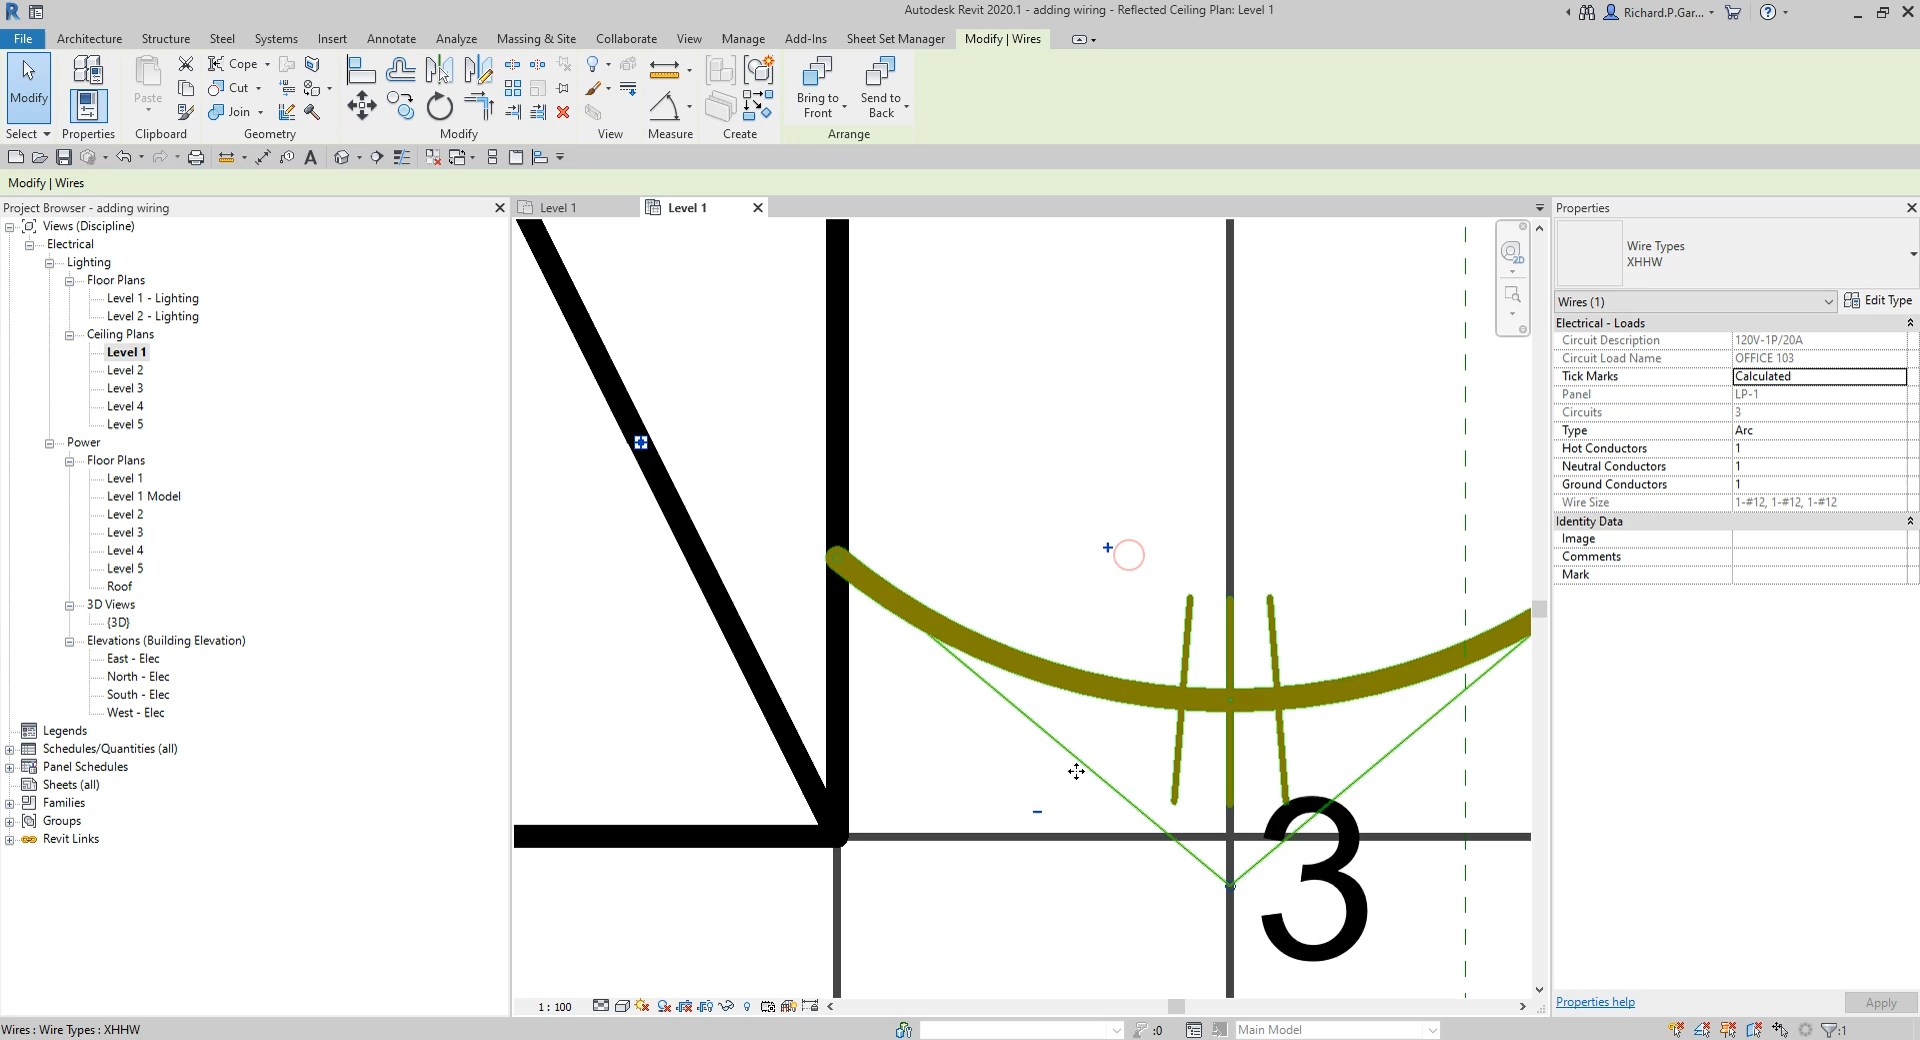 Autodesk Revit 2020.1 - adding wiring - Reflected Ceiling Plan: Level 1
Richard.P.Gar...
File Architecture Structure Steel Systems Insert Annotate Analyze Massing & Site Collaborate View Manage Add-Ins Sheet Set Manager Modify | Wires
Modify
Paste
Cope
Cut
Join
Bring to Front
Send to Back
Select Properties Clipboard Geometry Modify View Measure Create Arrange
Modify | Wires
Project Browser - adding wiring
Views (Discipline)
Electrical
Lighting
Floor Plans
Level 1 - Lighting
Level 2 - Lighting
Ceiling Plans
Level 1
Level 2
Level 3
Level 4
Level 5
Power
Floor Plans
Level 1
Level 1 Model
Level 2
Level 3
Level 4
Level 5
Roof
3D Views
{3D}
Elevations (Building Elevation)
East - Elec
North - Elec
South - Elec
West - Elec
Legends
Schedules/Quantities (all)
Panel Schedules
Sheets (all)
Families
Groups
Revit Links
Level 1
Level 1
2D
3
1 : 100
Properties
Wire Types
XHHW
Wires (1)
Edit Type
Electrical - Loads
Circuit Description 120V-1P/20A
Circuit Load Name OFFICE 103
Tick Marks Calculated
Panel LP-1
Circuits 3
Type Arc
Hot Conductors 1
Neutral Conductors 1
Ground Conductors 1
Wire Size 1-#12, 1-#12, 1-#12
Identity Data
Image
Comments
Mark
Properties help
Apply
Wires : Wire Types : XHHW
:0
Main Model
:1